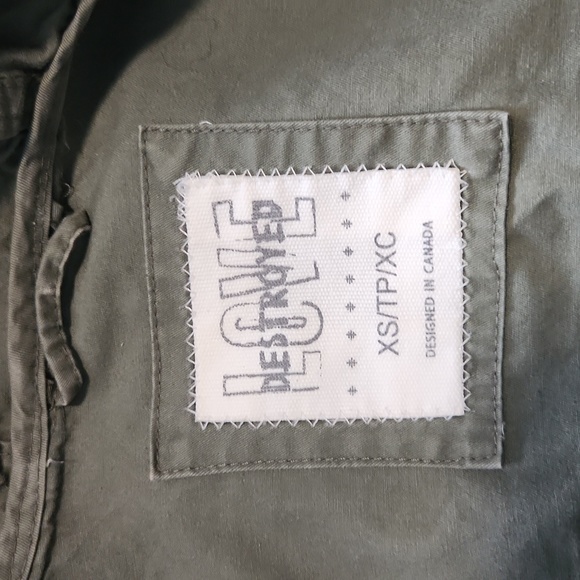 LOVE
DESTROYED
XS/TP/XC
DESIGNED IN CANADA